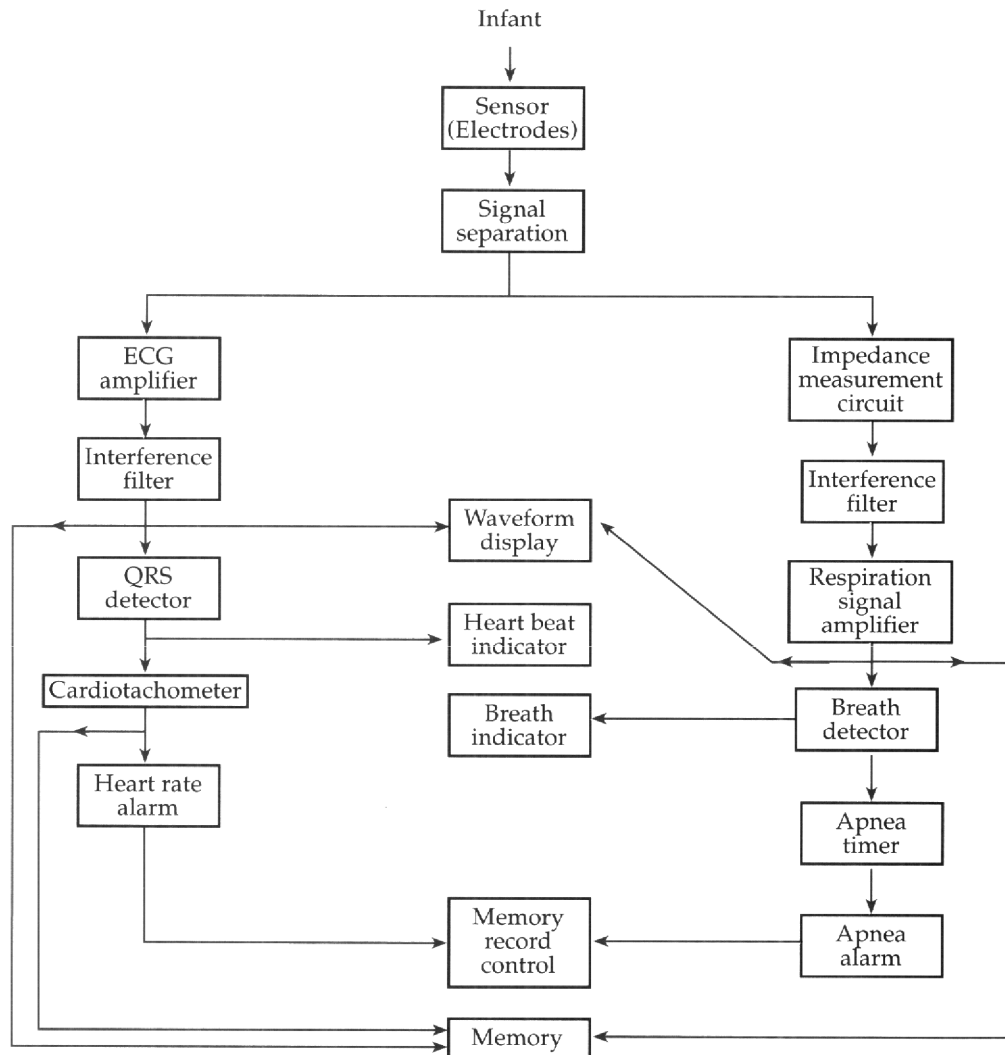 Infant
Sensor
(Electrodes)
Signal
separation
ECG
amplifier
Interference
filter
QRS
detector
Cardiotachometer
Heart rate
alarm
Waveform
display
Heart beat
indicator
Breath
indicator
Memory
record
control
Memory
Impedance
measurement
circuit
Interference
filter
Respiration
signal
amplifier
Breath
detector
Apnea
timer
Apnea
alarm